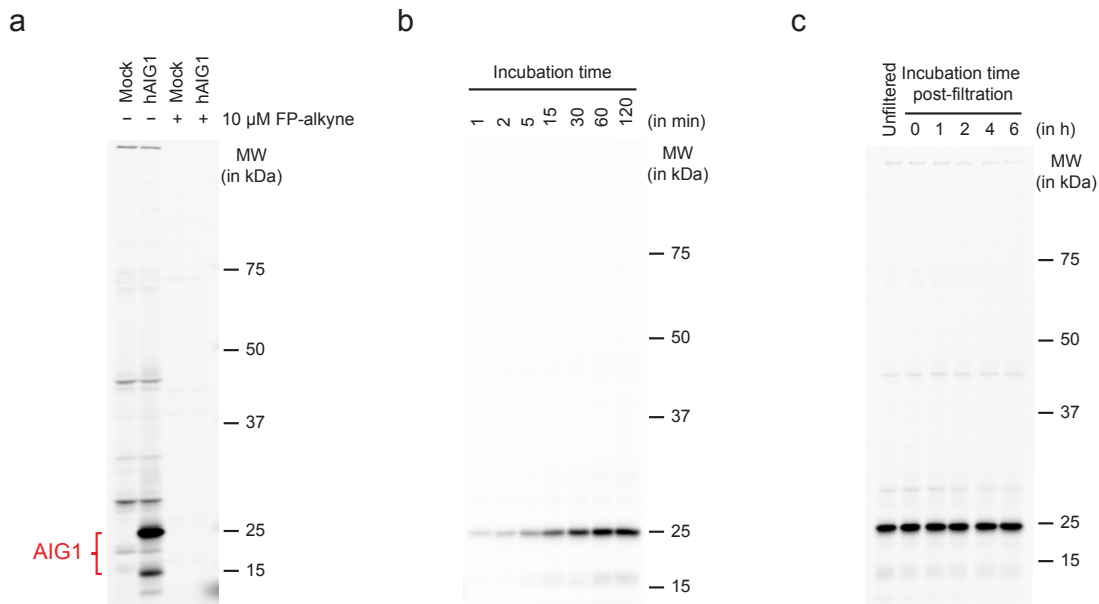 a
Mock
hAIG1
Mock
hAIG1
– – + + 10 µM FP-alkyne
MW
(in kDa)
75
50
37
25
15
AIG1
b
Incubation time
1 2 5 15 30 60 120 (in min)
MW
(in kDa)
75
50
37
25
15
c
Unfiltered
Incubation time
post-filtration
0 1 2 4 6 (in h)
MW
(in kDa)
75
50
37
25
15